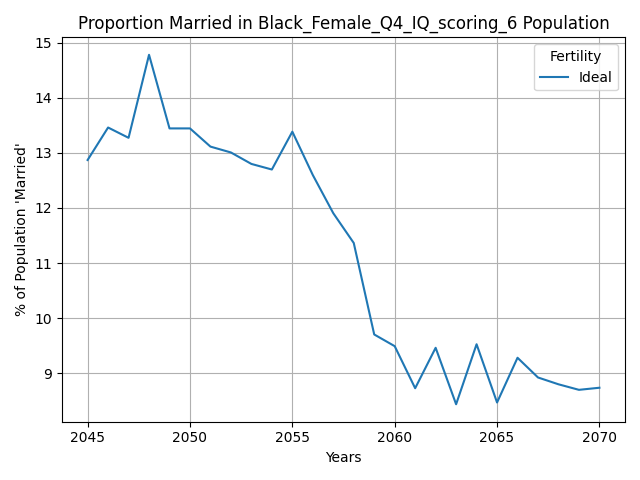 Proportion Married in Black_Female_Q4_IQ_scoring_6 Population
15
14
13
12
11
10
9
% of Population 'Married'
Fertility
Ideal
2045 2050 2055 2060 2065 2070
Years